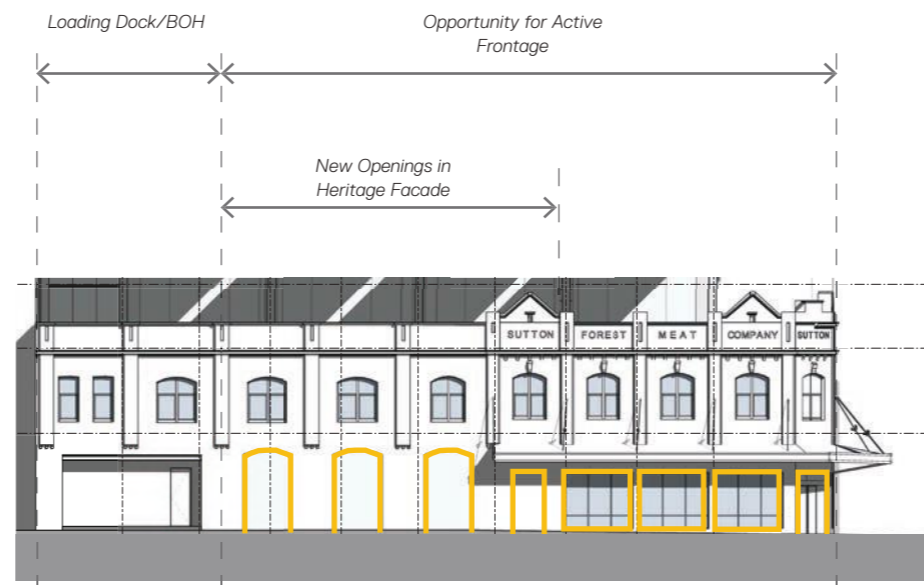 Loading Dock/BOH
Opportunity for Active
Frontage
New Openings in
Heritage Facade
SUTTON FOREST MEAT COMPANY SUTTON